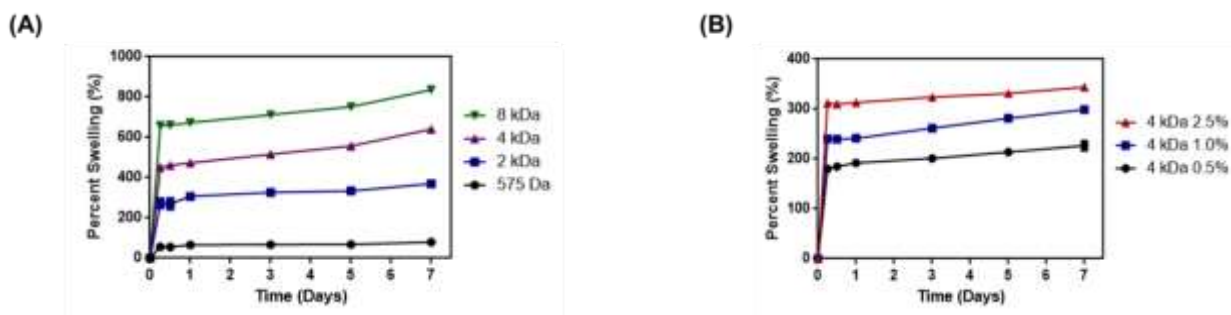 (A)
Percent Swelling (%)
1000
800
600
400
200
0
0 1 2 3 4 5 6 7
Time (Days)
8 kDa
4 kDa
2 kDa
575 Da
(B)
Percent Swelling (%)
400
300
200
100
0
0 1 2 3 4 5 6 7
Time (Days)
4 kDa 2.5%
4 kDa 1.0%
4 kDa 0.5%